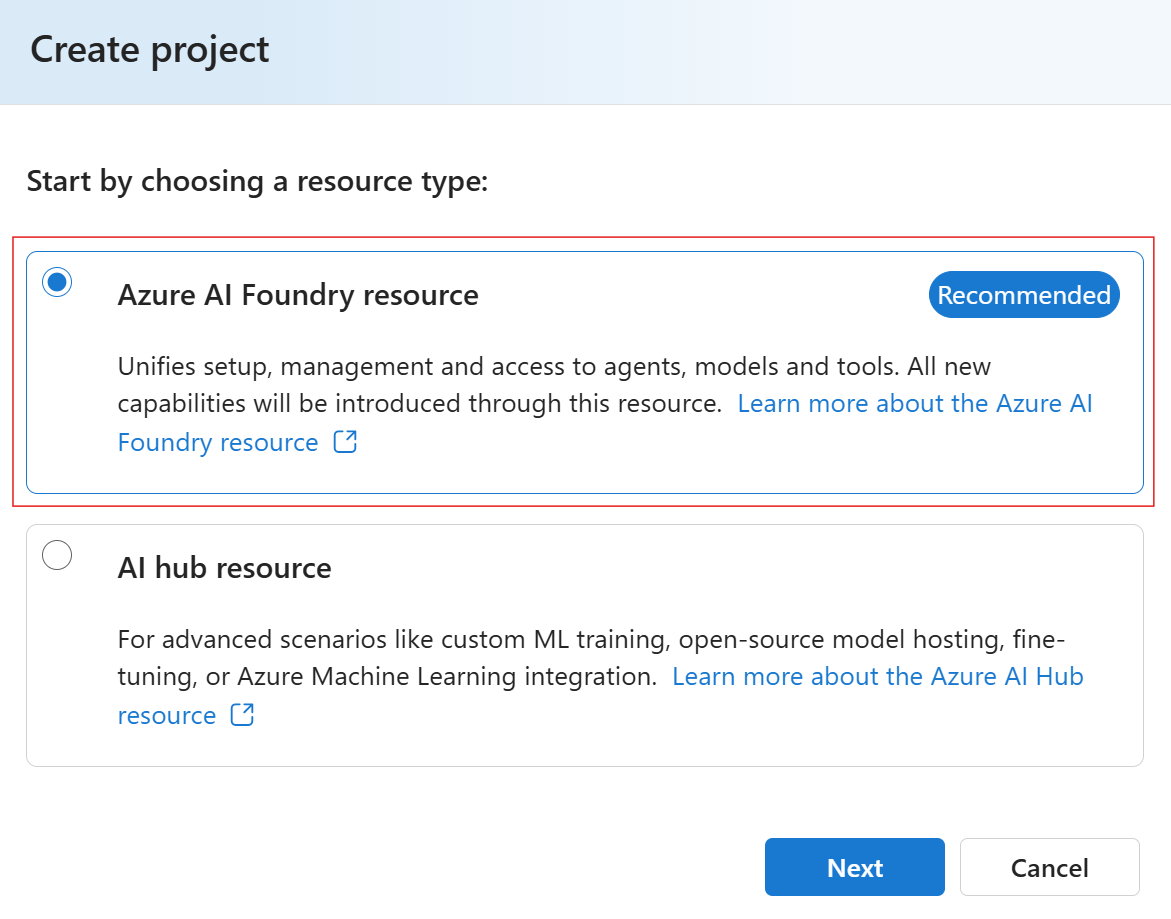 Create project
Start by choosing a resource type:
Azure AI Foundry resource
Recommended
Unifies setup, management and access to agents, models and tools. All new
capabilities will be introduced through this resource. Learn more about the Azure AI
Foundry resource
AI hub resource
For advanced scenarios like custom ML training, open-source model hosting, fine-
tuning, or Azure Machine Learning integration. Learn more about the Azure AI Hub
resource
Next
Cancel